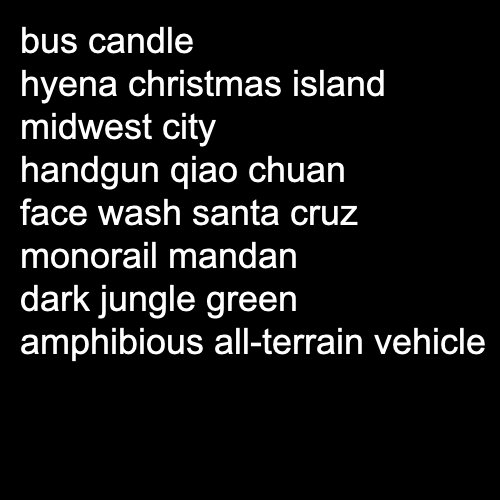 bus candle
hyena christmas island
midwest city
handgun qiao chuan
face wash santa cruz
monorail mandan
dark jungle green
amphibious all-terrain vehicle